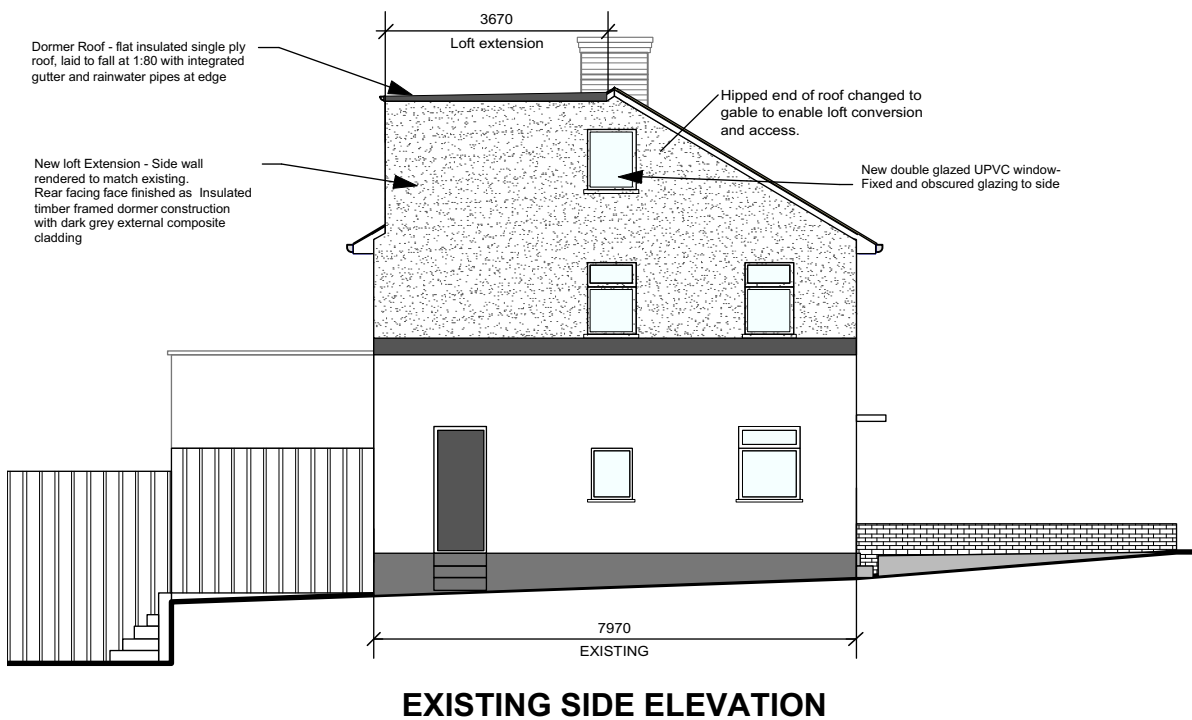 3670
Loft extension
Dormer Roof - flat insulated single ply
roof, laid to fall at 1:80 with integrated
gutter and rainwater pipes at edge
Hipped end of roof changed to
gable to enable loft conversion
and access.
New loft Extension - Side wall
rendered to match existing.
Rear facing face finished as Insulated
timber framed dormer construction
with dark grey external composite
cladding
New double glazed UPVC window-
Fixed and obscured glazing to side
7970
EXISTING
EXISTING SIDE ELEVATION